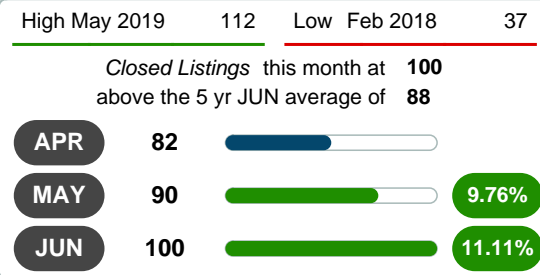 High May 2019 112 Low Feb 2018 37
Closed Listings this month at 100
above the 5 yr JUN average of 88
APR 82
MAY 90 9.76%
JUN 100 11.11%